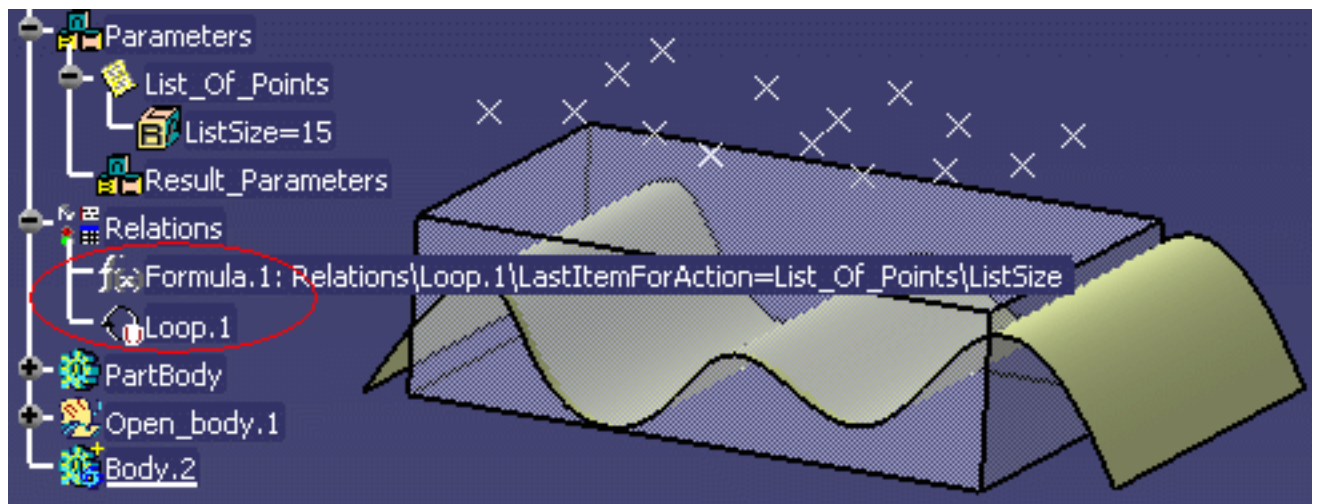 Parameters
List_Of_Points
ListSize=15
Result_Parameters
Relations
Formula.1: Relations\Loop.1\LastItemForAction=List_Of_Points\ListSize
Loop.1
PartBody
Open_body.1
Body.2